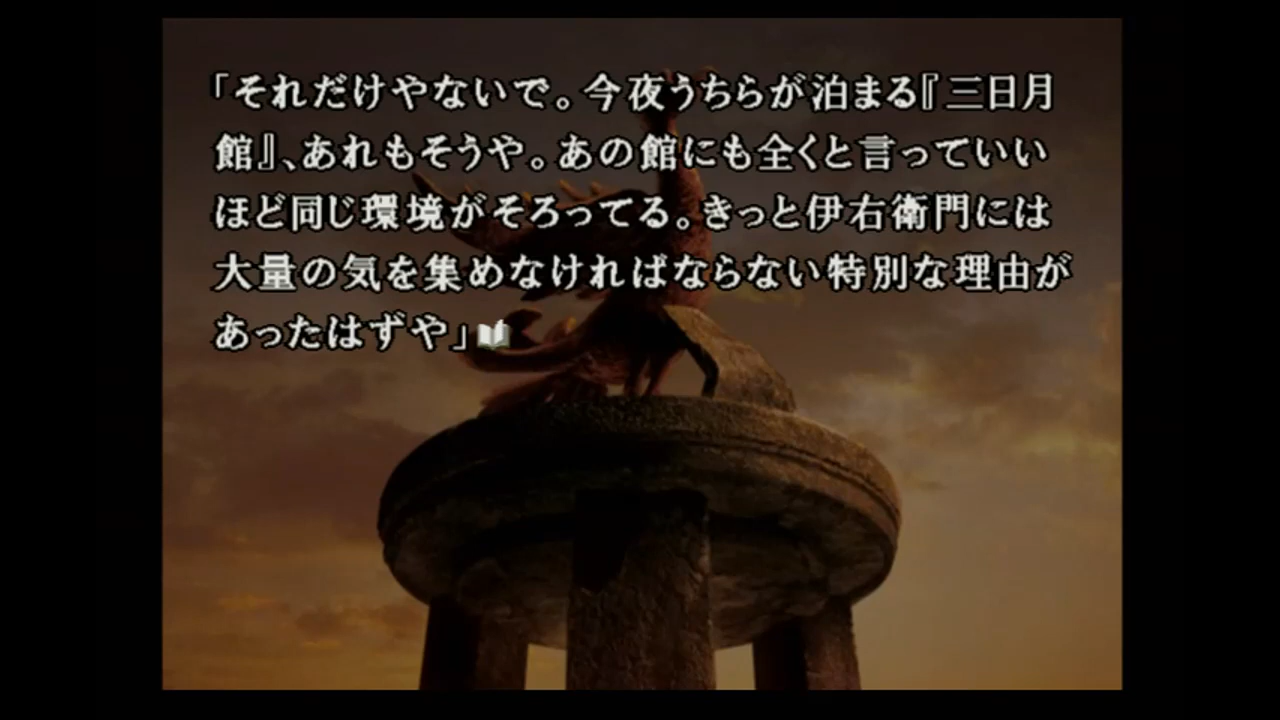 「それだけやないで。今夜うちらが泊まる『三日月
館』、あれもそうや。あの館にも全くと言っていい
ほど同じ環境がそろってる。きっと伊右衛門には
大量の気を集めなければならない特別な理由が
あったはずや」